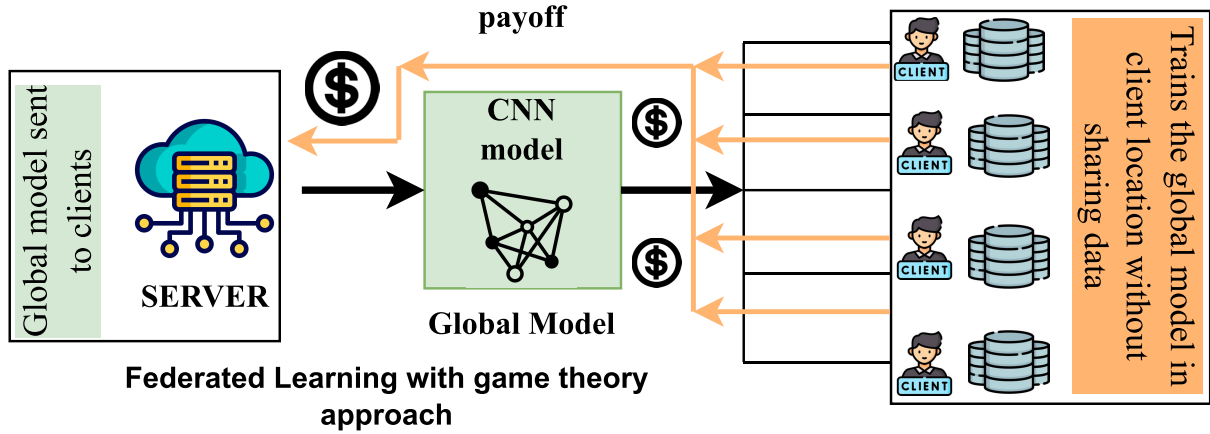 payoff
Global model sent
to clients
SERVER
CNN
model
Global Model
CLIENT
CLIENT
CLIENT
CLIENT
Trains the global model in
client location without
sharing data
Federated Learning with game theory
approach